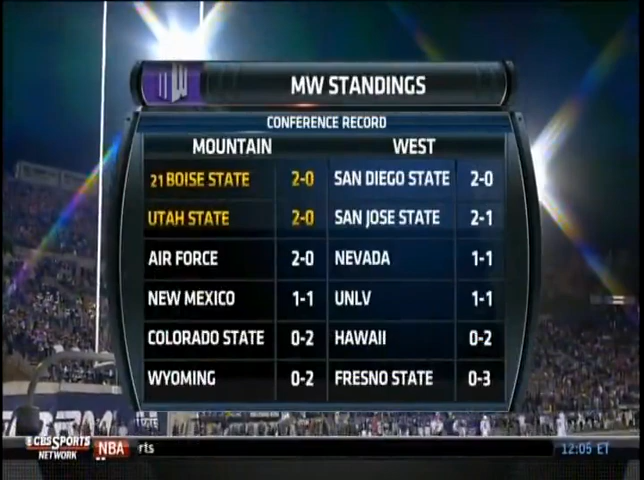 MW STANDINGS
CONFERENCE RECORD
MOUNTAIN WEST
21 BOISE STATE 2-0 SAN DIEGO STATE 2-0
UTAH STATE 2-0 SAN JOSE STATE 2-1
AIR FORCE 2-0 NEVADA 1-1
NEW MEXICO 1-1 UNLV 1-1
COLORADO STATE 0-2 HAWAII 0-2
WYOMING 0-2 FRESNO STATE 0-3
CBS SPORTS
NETWORK
NBA rts
12:05 ET